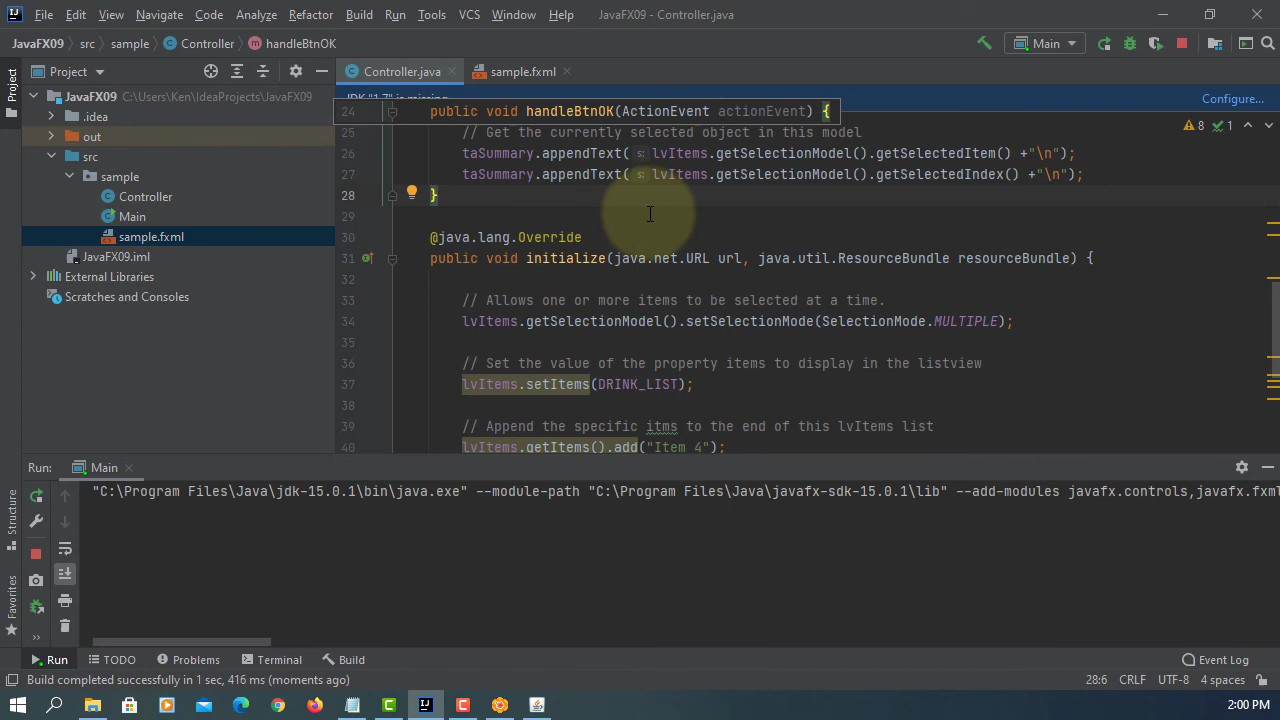 File Edit View Navigate Code Analyze Refactor Build Run Tools VCS Window Help JavaFX09 - Controller.java
JavaFX09 src sample Controller handleBtnOK Main
Project Controller.java sample.fxml
JavaFX09 C:\Users\Ken\IdeaProjects\JavaFX09
.idea
out
src
sample
Controller
Main
sample.fxml
JavaFX09.iml
External Libraries
Scratches and Consoles
Configure...
8 1
24 public void handleBtnOK(ActionEvent actionEvent) {
25 // Get the currently selected object in this model
26 taSummary.appendText( s: lvItems.getSelectionModel().getSelectedItem() +"\n");
27 taSummary.appendText( s: lvItems.getSelectionModel().getSelectedIndex() +"\n");
28 }
29
30 @java.lang.Override
31 public void initialize(java.net.URL url, java.util.ResourceBundle resourceBundle) {
32
33 // Allows one or more items to be selected at a time.
34 lvItems.getSelectionModel().setSelectionMode(SelectionMode.MULTIPLE);
35
36 // Set the value of the property items to display in the listview
37 lvItems.setItems(DRINK_LIST);
38
39 // Append the specific itms to the end of this lvItems list
40 lvItems.getItems().add("Item 4");
Project
Structure
Favorites
Run: Main
"C:\Program Files\Java\jdk-15.0.1\bin\java.exe" --module-path "C:\Program Files\Java\javafx-sdk-15.0.1\lib" --add-modules javafx.controls,javafx.fxml
Run TODO Problems Terminal Build Event Log
Build completed successfully in 1 sec, 416 ms (moments ago) 28:6 CRLF UTF-8 4 spaces
2:00 PM